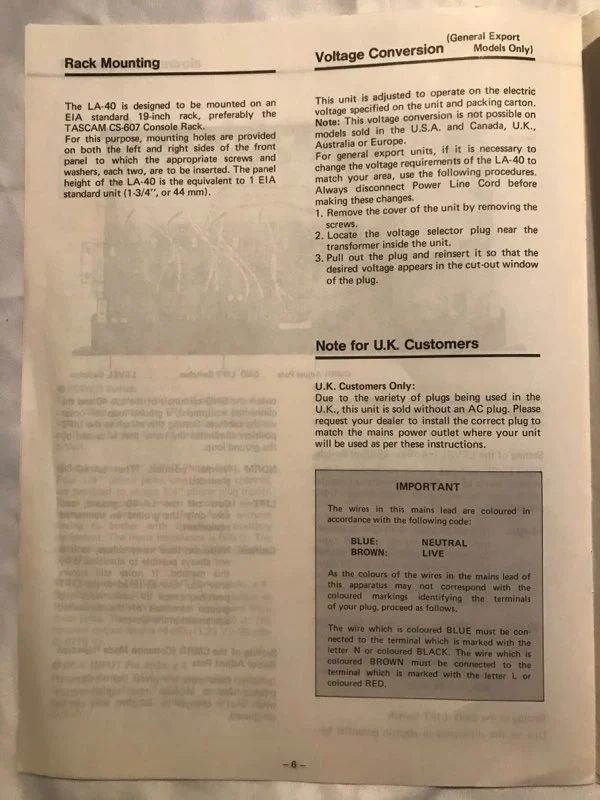 Rack Mounting
The LA-40 is designed to be mounted on an
EIA standard 19-inch rack, preferably the
TASCAM CS-607 Console Rack.
For this purpose, mounting holes are provided
on both the left and right sides of the front
panel to which the appropriate screws and
washers, each two, are to be inserted. The panel
height of the LA-40 is the equivalent to 1 EIA
standard unit (1-3/4", or 44 mm).
Voltage Conversion
(General Export
Models Only)
This unit is adjusted to operate on the electric
voltage specified on the unit and packing carton.
Note: This voltage conversion is not possible on
models sold in the U.S.A. and Canada, U.K.,
Australia or Europe.
For general export units, if it is necessary to
change the voltage requirements of the LA-40 to
match your area, use the following procedures.
Always disconnect Power Line Cord before
making these changes.
1. Remove the cover of the unit by removing the
screws.
2. Locate the voltage selector plug near the
transformer inside the unit.
3. Pull out the plug and reinsert it so that the
desired voltage appears in the cut-out window
of the plug.
Note for U.K. Customers
U.K. Customers Only:
Due to the variety of plugs being used in the
U.K., this unit is sold without an AC plug. Please
request your dealer to install the correct plug to
match the mains power outlet where your unit
will be used as per these instructions.
IMPORTANT
The wires in this mains lead are coloured in
accordance with the following code:
BLUE: NEUTRAL
BROWN: LIVE
As the colours of the wires in the mains lead of
this apparatus may not correspond with the
coloured markings identifying the terminals
of your plug, proceed as follows.
The wire which is coloured BLUE must be con-
nected to the terminal which is marked with the
letter N or coloured BLACK. The wire which is
coloured BROWN must be connected to the
terminal which is marked with the letter L or
coloured RED.
– 6 –